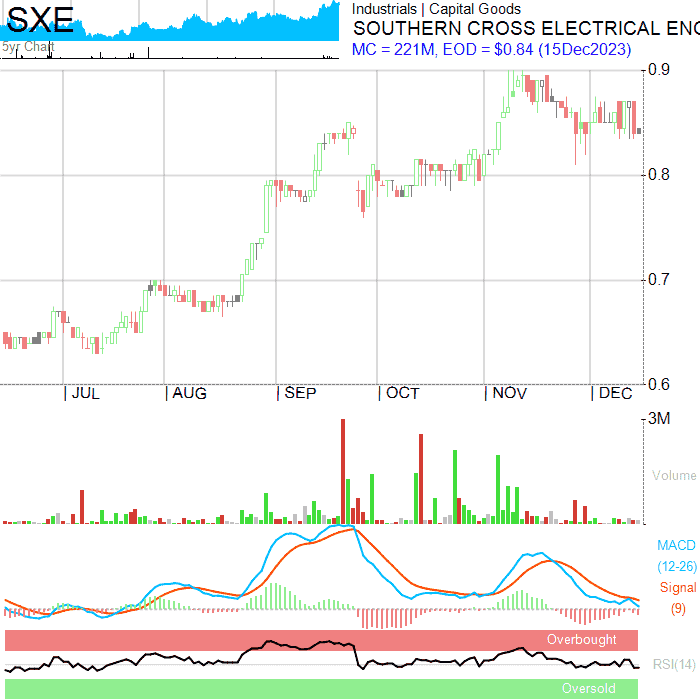 SXE
5yr Chart
Industrials | Capital Goods
SOUTHERN CROSS ELECTRICAL ENG
MC = 221M, EOD = $0.84 (15Dec2023)
0.9
0.8
0.7
0.6
| JUL | AUG | SEP | OCT | NOV | DEC
3M
Volume
MACD
(12-26)
Signal
(9)
Overbought
RSI(14)
Oversold